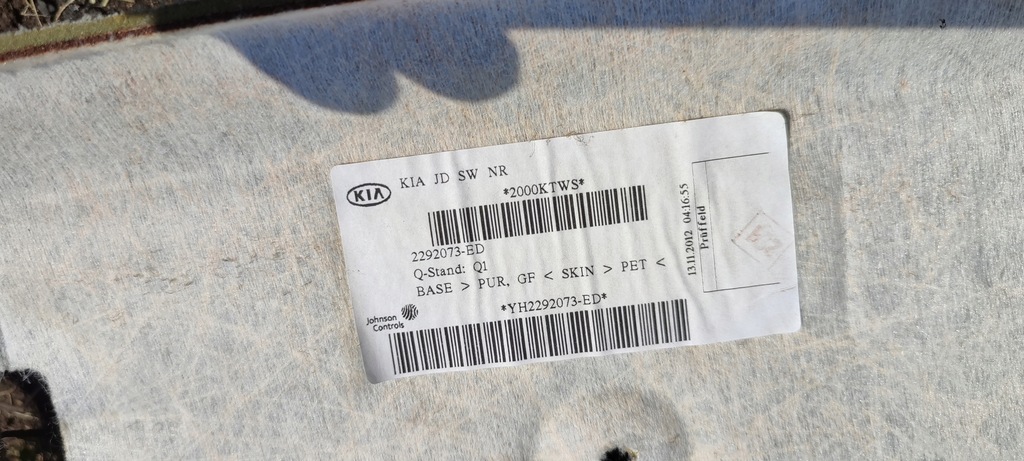 KIA
KIA JD SW NR
*2000KTWS*
2292073-ED
Q-Stand: Q1
BASE > PUR, GF < SKIN > PET <
*YH2292073-ED*
Johnson
Controls
13.11.2012 04:16:55
Prüffeld